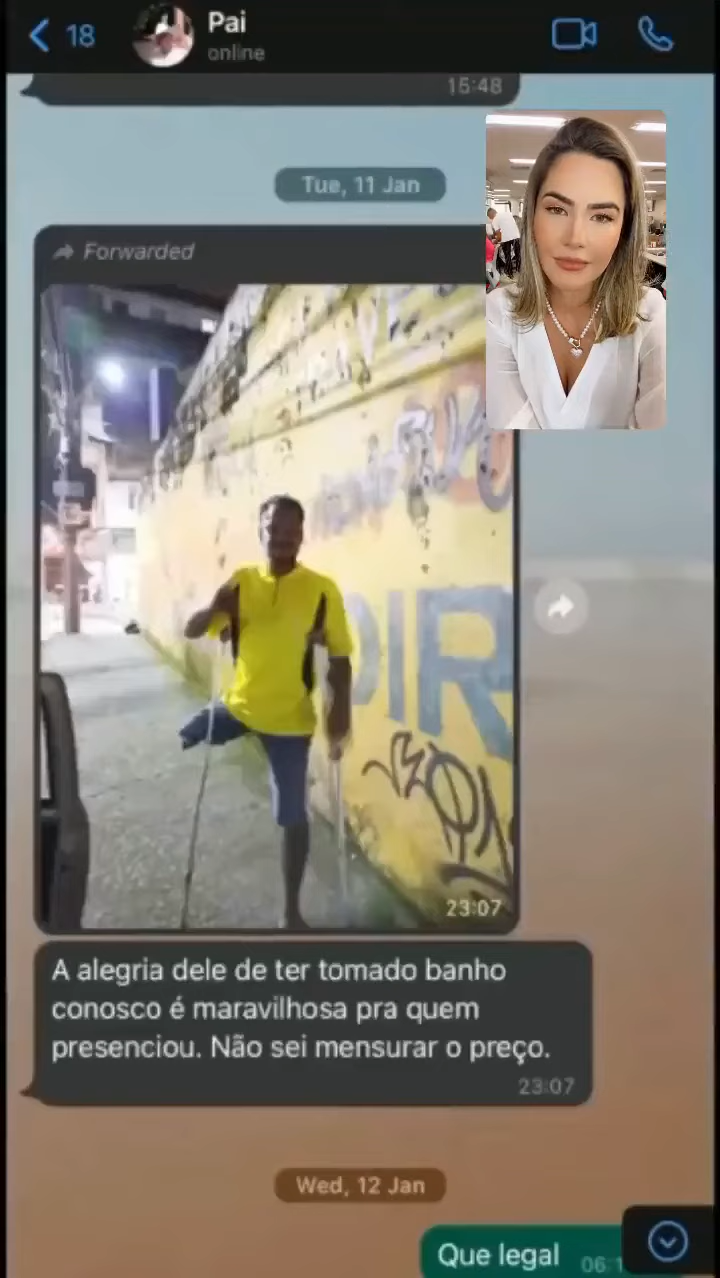 18
Pai
online
15:48
Tue, 11 Jan
Forwarded
DIR
23:07
A alegria dele de ter tomado banho
conosco é maravilhosa pra quem
presenciou. Não sei mensurar o preço.
23:07
Wed, 12 Jan
Que legal